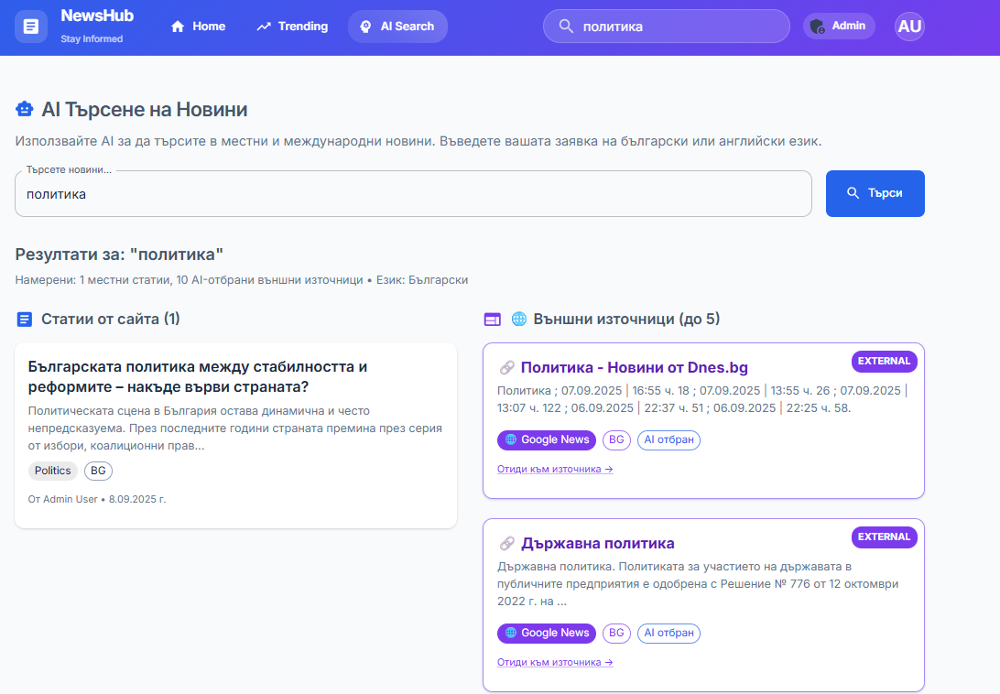 NewsHub
Stay Informed
Home
Trending
AI Search
политика
Admin
AU
AI Търсене на Новини
Използвайте AI за да търсите в местни и международни новини. Въведете вашата заявка на български или английски език.
Търсете новини...
политика
Търси
Резултати за: "политика"
Намерени: 1 местни статии, 10 AI-отбрани външни източници • Език: Български
Статии от сайта (1)
Българската политика между стабилността и
реформите – накъде върви страната?
Политическата сцена в България остава динамична и често
непредсказуема. През последните години страната премина през серия
от избори, коалиционни прав...
Politics
BG
От Admin User • 8.09.2025 г.
Външни източници (до 5)
EXTERNAL
Политика - Новини от Dnes.bg
Политика ; 07.09.2025 | 16:55 ч. 18 ; 07.09.2025 | 13:55 ч. 26 ; 07.09.2025 |
13:07 ч. 122 ; 06.09.2025 | 22:37 ч. 51 ; 06.09.2025 | 22:25 ч. 58.
Google News
BG
AI отбран
Отиди към източника →
EXTERNAL
Държавна политика
Държавна политика. Политиката за участието на държавата в
публичните предприятия е одобрена с Решение № 776 от 12 октомври
2022 г. на ...
Google News
BG
AI отбран
Отиди към източника →